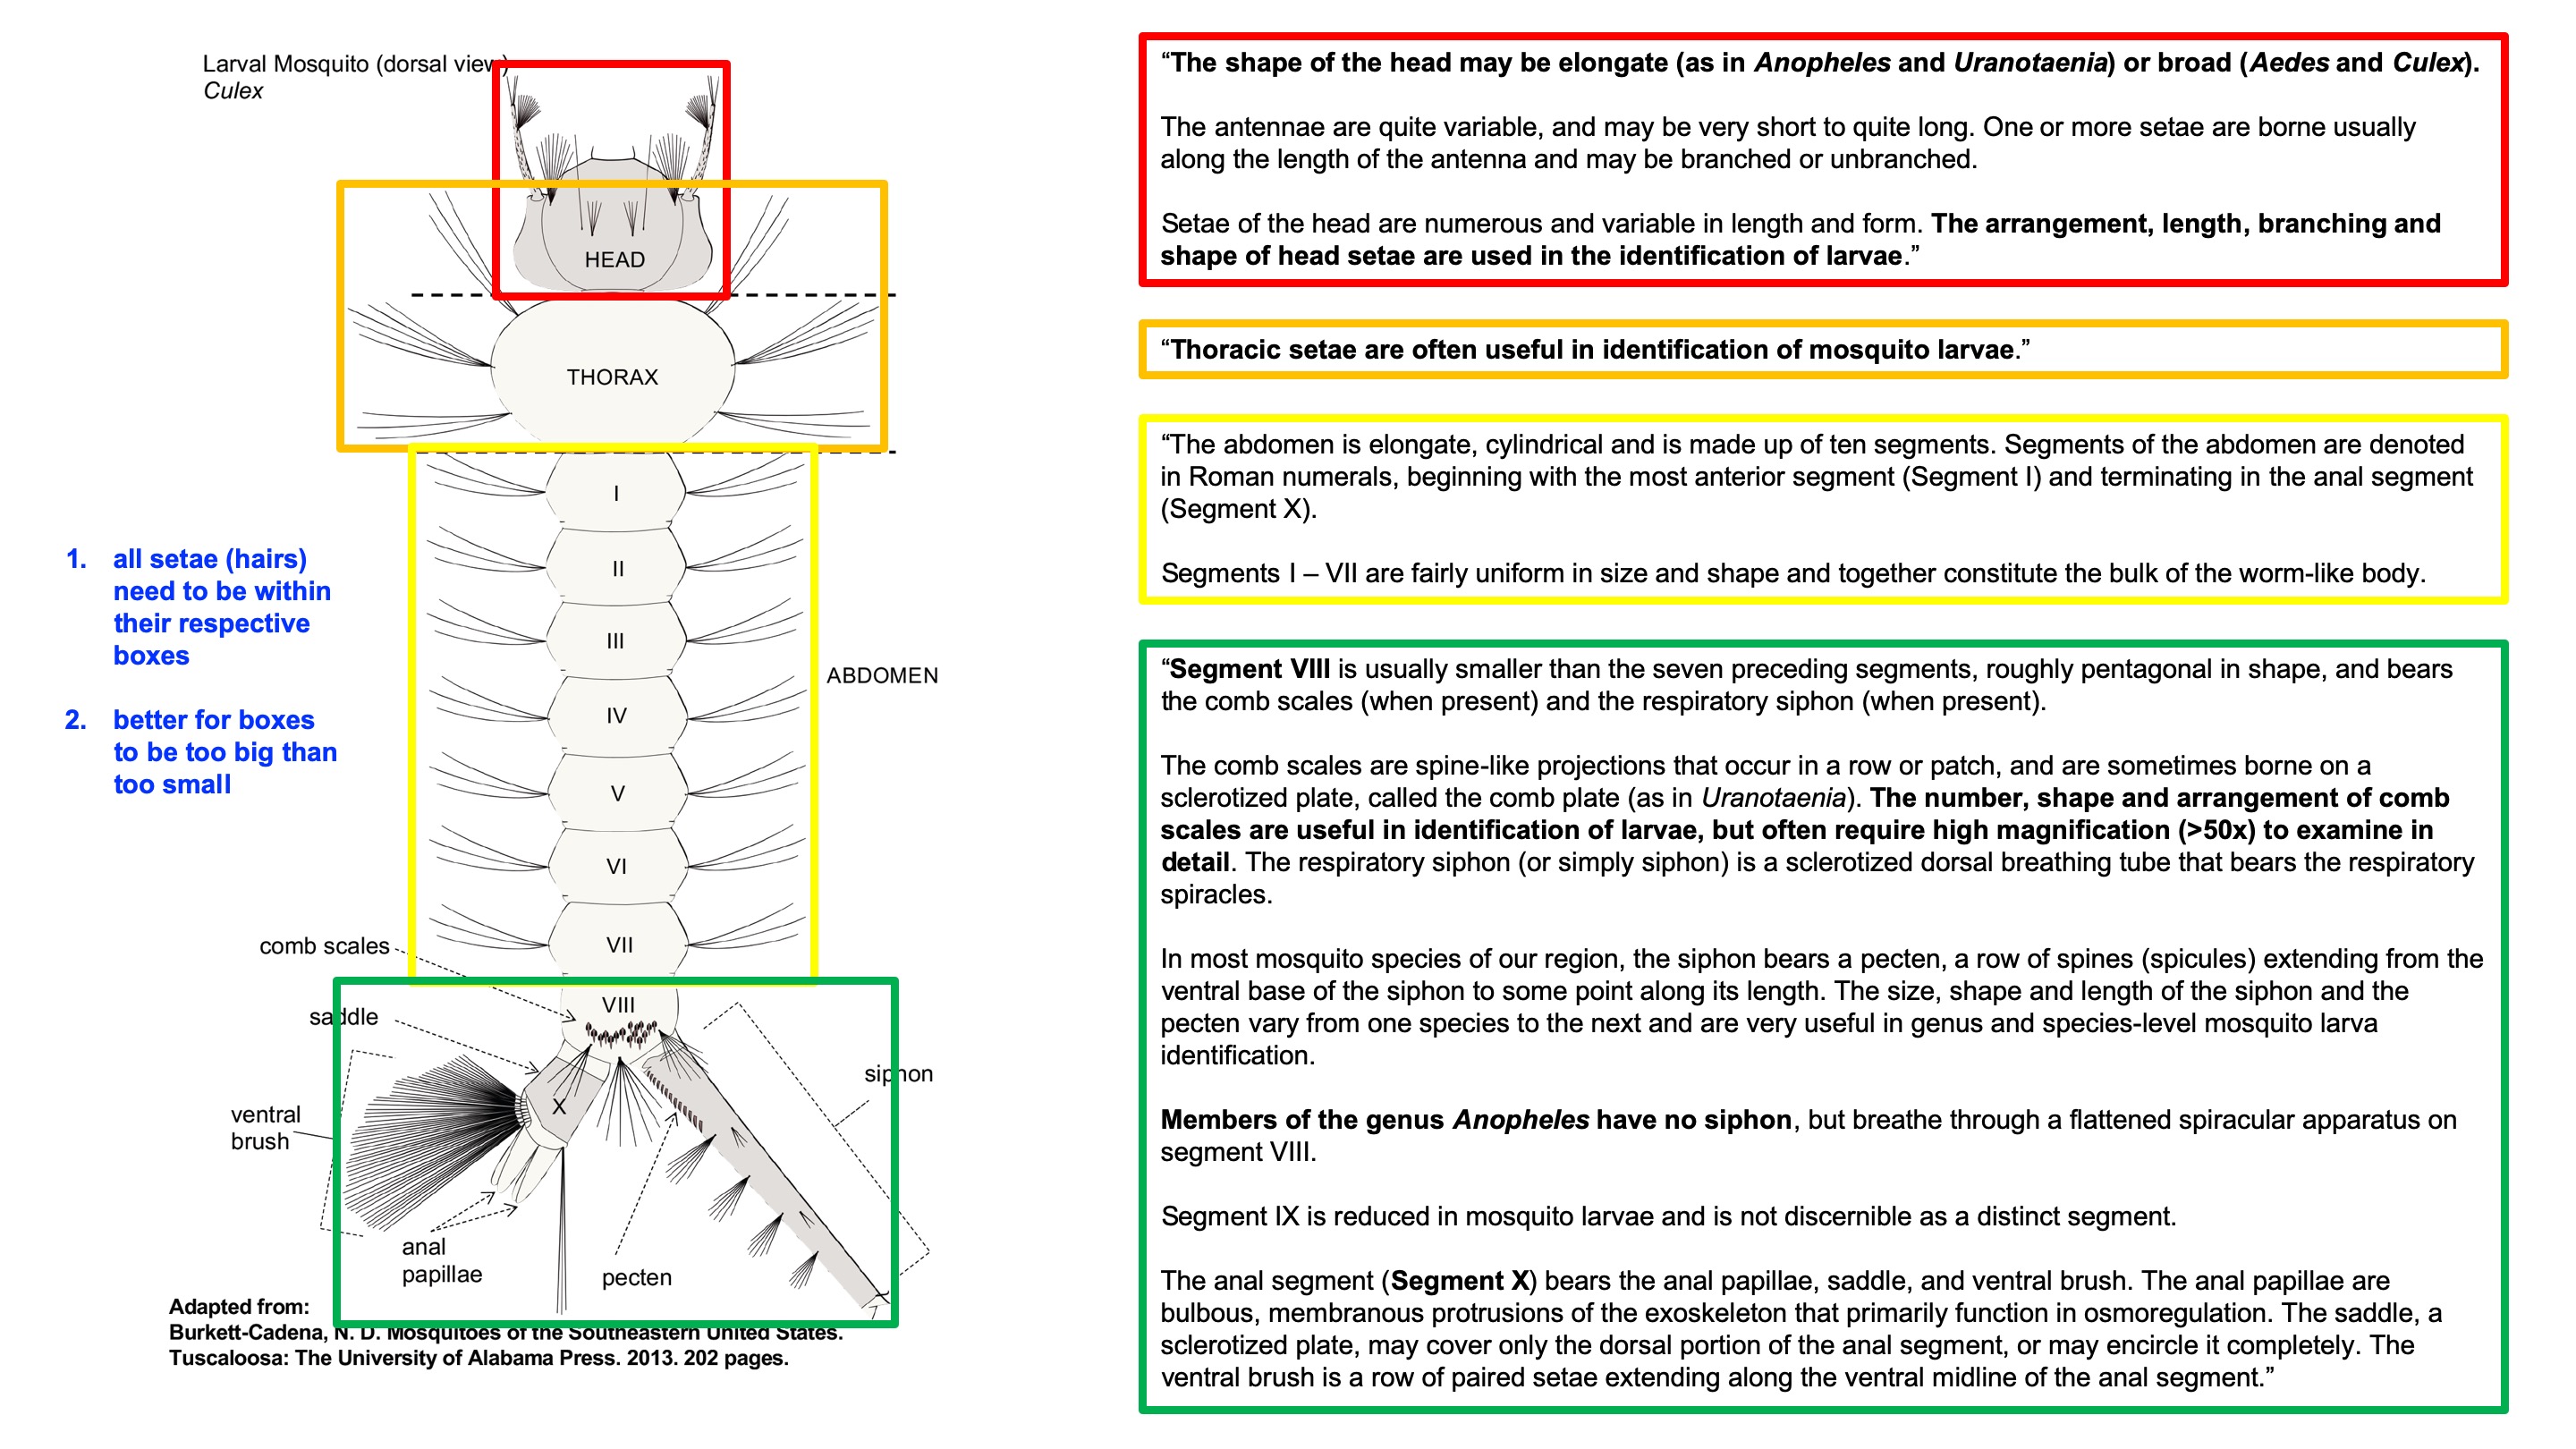 Larval Mosquito (dorsal view)
Culex
HEAD
THORAX
I
II
III
IV
V
VI
VII
VIII
X
ABDOMEN
1. all setae (hairs)
need to be within
their respective
boxes
2. better for boxes
to be too big than
too small
comb scales
saddle
ventral
brush
anal
papillae
pecten
siphon
Adapted from:
Burkett-Cadena, N. D. Mosquitoes of the Southeastern United States.
Tuscaloosa: The University of Alabama Press. 2013. 202 pages.
“The shape of the head may be elongate (as in Anopheles and Uranotaenia) or broad (Aedes and Culex).
The antennae are quite variable, and may be very short to quite long. One or more setae are borne usually
along the length of the antenna and may be branched or unbranched.
Setae of the head are numerous and variable in length and form. The arrangement, length, branching and
shape of head setae are used in the identification of larvae.”
“Thoracic setae are often useful in identification of mosquito larvae.”
“The abdomen is elongate, cylindrical and is made up of ten segments. Segments of the abdomen are denoted
in Roman numerals, beginning with the most anterior segment (Segment I) and terminating in the anal segment
(Segment X).
Segments I – VII are fairly uniform in size and shape and together constitute the bulk of the worm-like body.
“Segment VIII is usually smaller than the seven preceding segments, roughly pentagonal in shape, and bears
the comb scales (when present) and the respiratory siphon (when present).
The comb scales are spine-like projections that occur in a row or patch, and are sometimes borne on a
sclerotized plate, called the comb plate (as in Uranotaenia). The number, shape and arrangement of comb
scales are useful in identification of larvae, but often require high magnification (>50x) to examine in
detail. The respiratory siphon (or simply siphon) is a sclerotized dorsal breathing tube that bears the respiratory
spiracles.
In most mosquito species of our region, the siphon bears a pecten, a row of spines (spicules) extending from the
ventral base of the siphon to some point along its length. The size, shape and length of the siphon and the
pecten vary from one species to the next and are very useful in genus and species-level mosquito larva
identification.
Members of the genus Anopheles have no siphon, but breathe through a flattened spiracular apparatus on
segment VIII.
Segment IX is reduced in mosquito larvae and is not discernible as a distinct segment.
The anal segment (Segment X) bears the anal papillae, saddle, and ventral brush. The anal papillae are
bulbous, membranous protrusions of the exoskeleton that primarily function in osmoregulation. The saddle, a
sclerotized plate, may cover only the dorsal portion of the anal segment, or may encircle it completely. The
ventral brush is a row of paired setae extending along the ventral midline of the anal segment.”